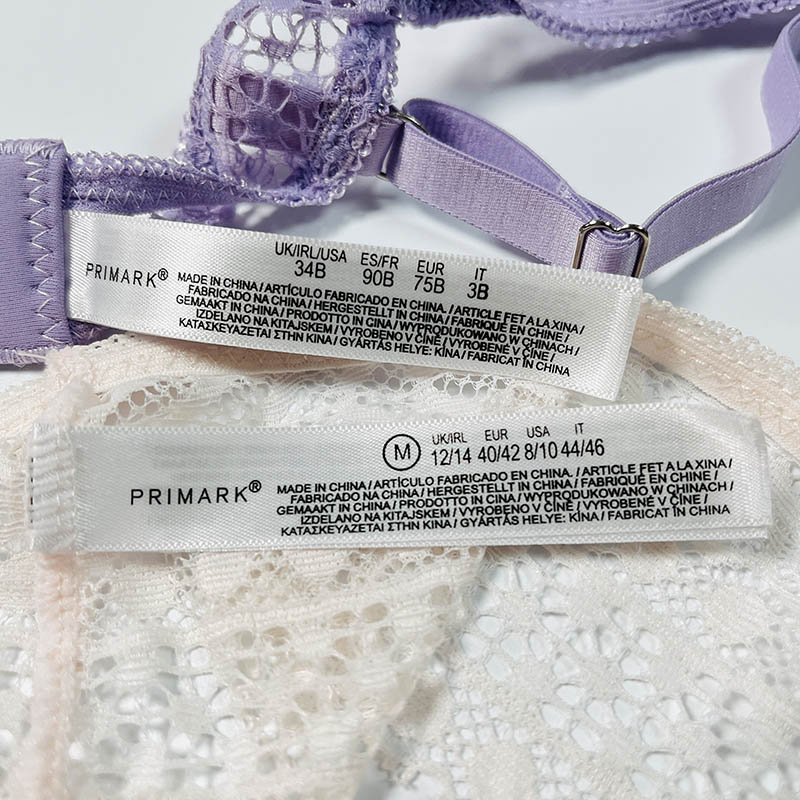 UK/IRL/USA ES/FR EUR IT
34B 90B 75B 3B
PRIMARK®
MADE IN CHINA / ARTÍCULO FABRICADO EN CHINA. / ARTICLE FET A LA XINA /
FABRICADO NA CHINA / HERGESTELLT IN CHINA / FABRIQUÉ EN CHINE /
GEMAAKT IN CHINA / PRODOTTO IN CINA / WYPRODUKOWANO W CHINACH /
IZDELANO NA KITAJSKEM / VYROBENO V ČÍNĚ / VYROBENÉ V ČÍNE /
ΚΑΤΑΣΚΕΥΑΖΕΤΑΙ ΣΤΗΝ ΚΙΝΑ / GYÁRTÁS HELYE: KÍNA / FABRICAT ÎN CHINA
M UK/IRL EUR USA IT
12/14 40/42 8/10 44/46
PRIMARK®
MADE IN CHINA / ARTÍCULO FABRICADO EN CHINA. / ARTICLE FET A LA XINA /
FABRICADO NA CHINA / HERGESTELLT IN CHINA / FABRIQUÉ EN CHINE /
GEMAAKT IN CHINA / PRODOTTO IN CINA / WYPRODUKOWANO W CHINACH /
IZDELANO NA KITAJSKEM / VYROBENO V ČÍNĚ / VYROBENÉ V ČÍNE /
ΚΑΤΑΣΚΕΥΑΖΕΤΑΙ ΣΤΗΝ ΚΙΝΑ / GYÁRTÁS HELYE: KÍNA / FABRICAT ÎN CHINA